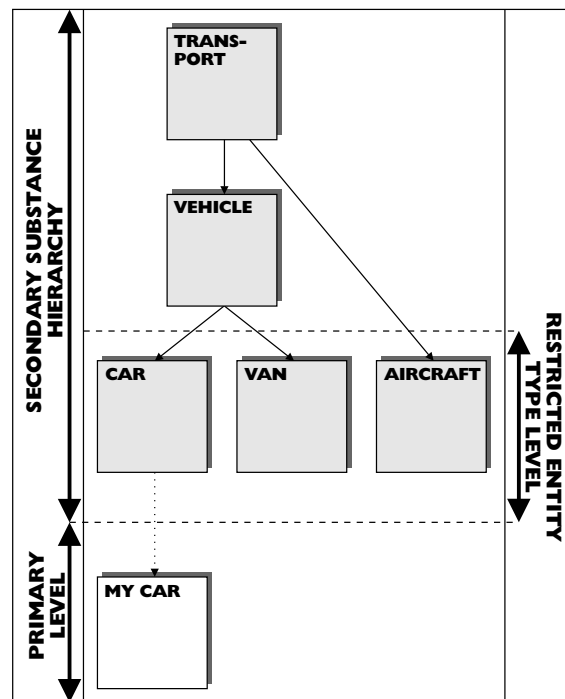 TRANS-
PORT
VEHICLE
CAR
VAN
AIRCRAFT
MY CAR
SECONDARY SUBSTANCE
HIERARCHY
PRIMARY
LEVEL
RESTRICTED ENTITY
TYPE LEVEL